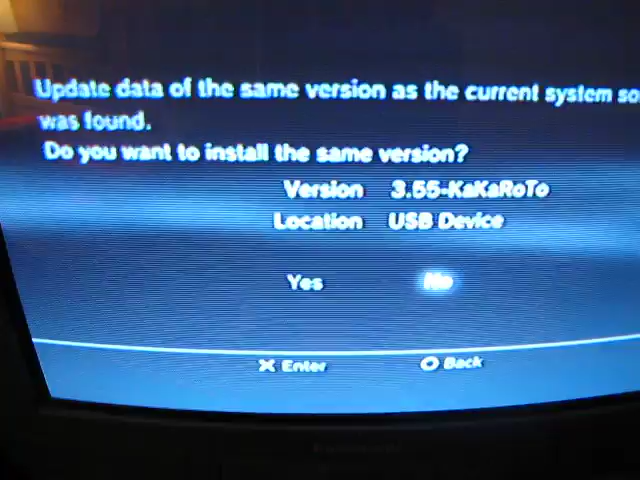 Update data of the same version as the current system so
was found.
Do you want to install the same version?
Version 3.55-KaKaRoTo
Location USB Device
Yes No
X Enter O Back